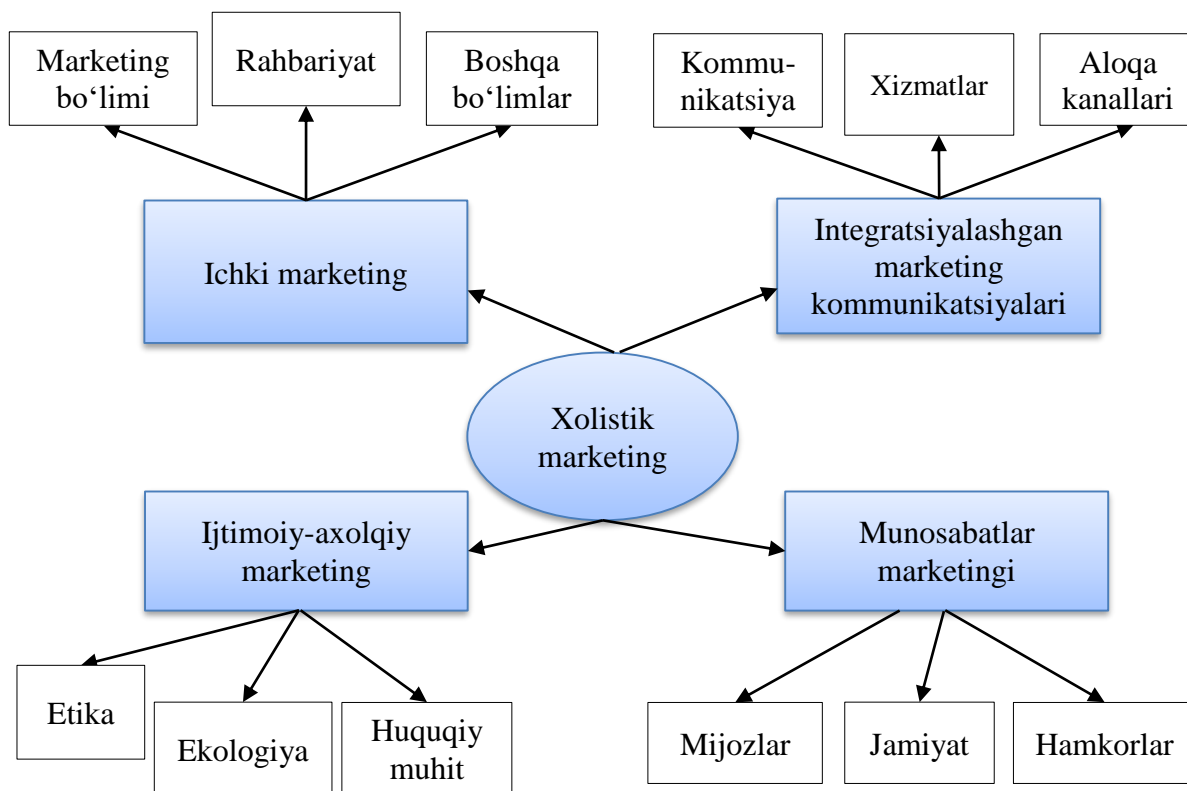 Marketing
bo‘limi
Rahbariyat
Boshqa
bo‘limlar
Kommu-
nikatsiya
Xizmatlar
Aloqa
kanallari
Ichki marketing
Integratsiyalashgan
marketing
kommunikatsiyalari
Xolistik
marketing
Ijtimoiy-axolqiy
marketing
Munosabatlar
marketingi
Etika
Ekologiya
Huquqiy
muhit
Mijozlar
Jamiyat
Hamkorlar